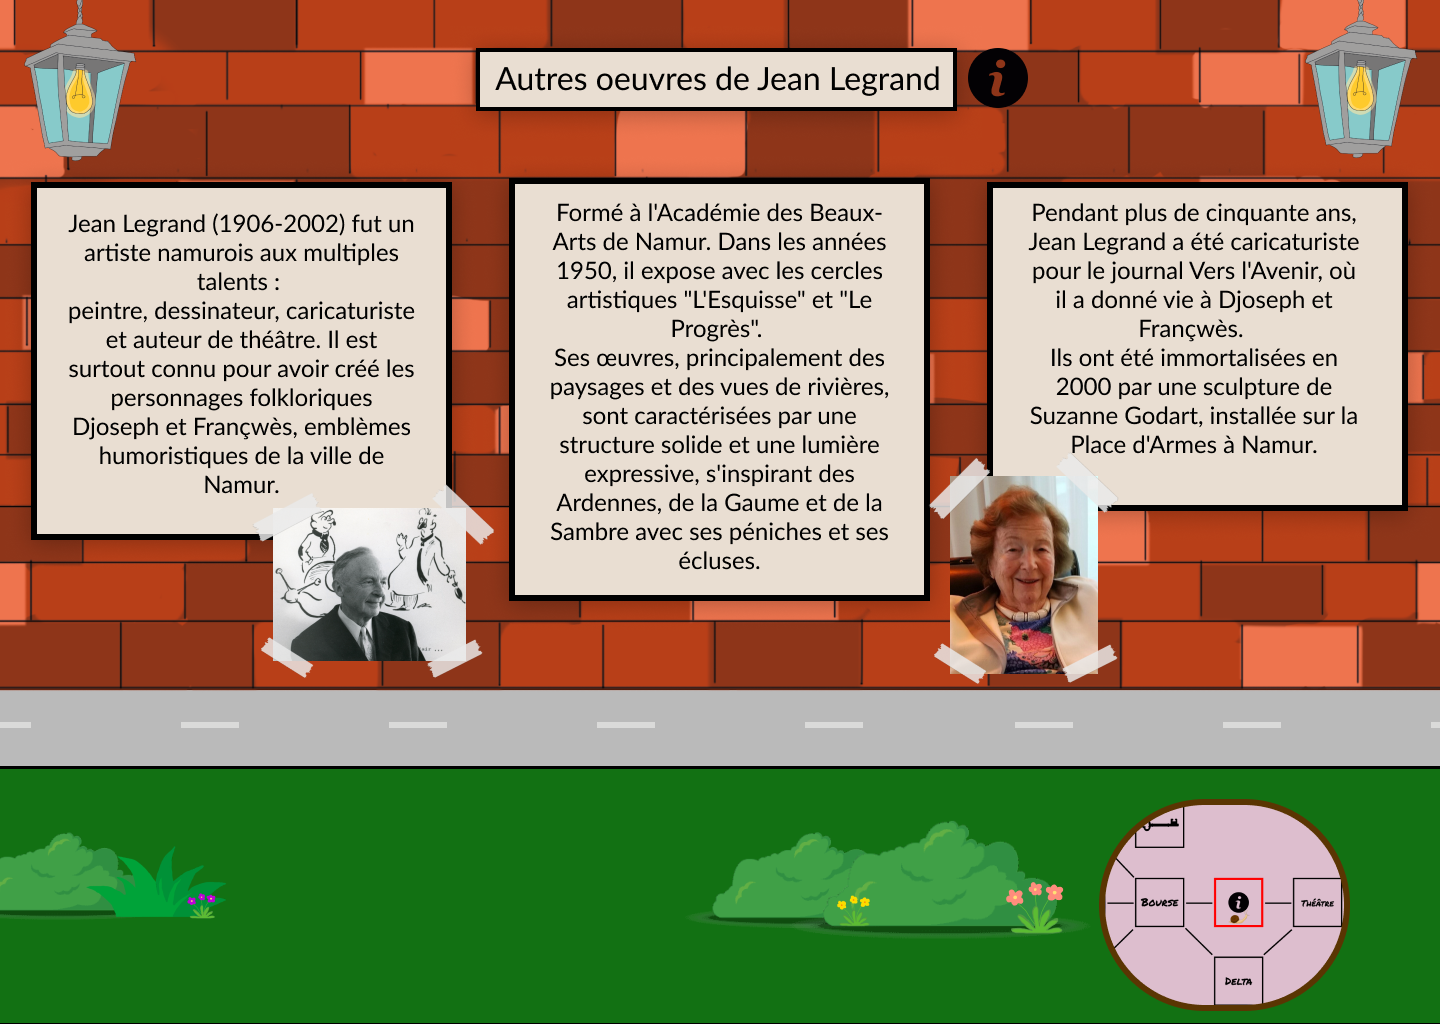 Autres oeuvres de Jean Legrand
i
Jean Legrand (1906-2002) fut un
artiste namurois aux multiples
talents :
peintre, dessinateur, caricaturiste
et auteur de théâtre. Il est
surtout connu pour avoir créé les
personnages folkloriques
Djoseph et Françwès, emblèmes
humoristiques de la ville de
Namur.
Formé à l'Académie des Beaux-
Arts de Namur. Dans les années
1950, il expose avec les cercles
artistiques "L'Esquisse" et "Le
Progrès".
Ses œuvres, principalement des
paysages et des vues de rivières,
sont caractérisées par une
structure solide et une lumière
expressive, s'inspirant des
Ardennes, de la Gaume et de la
Sambre avec ses péniches et ses
écluses.
Pendant plus de cinquante ans,
Jean Legrand a été caricaturiste
pour le journal Vers l'Avenir, où
il a donné vie à Djoseph et
Françwès.
Ils ont été immortalisées en
2000 par une sculpture de
Suzanne Godart, installée sur la
Place d'Armes à Namur.
Bourse
i
Théâtre
Delta